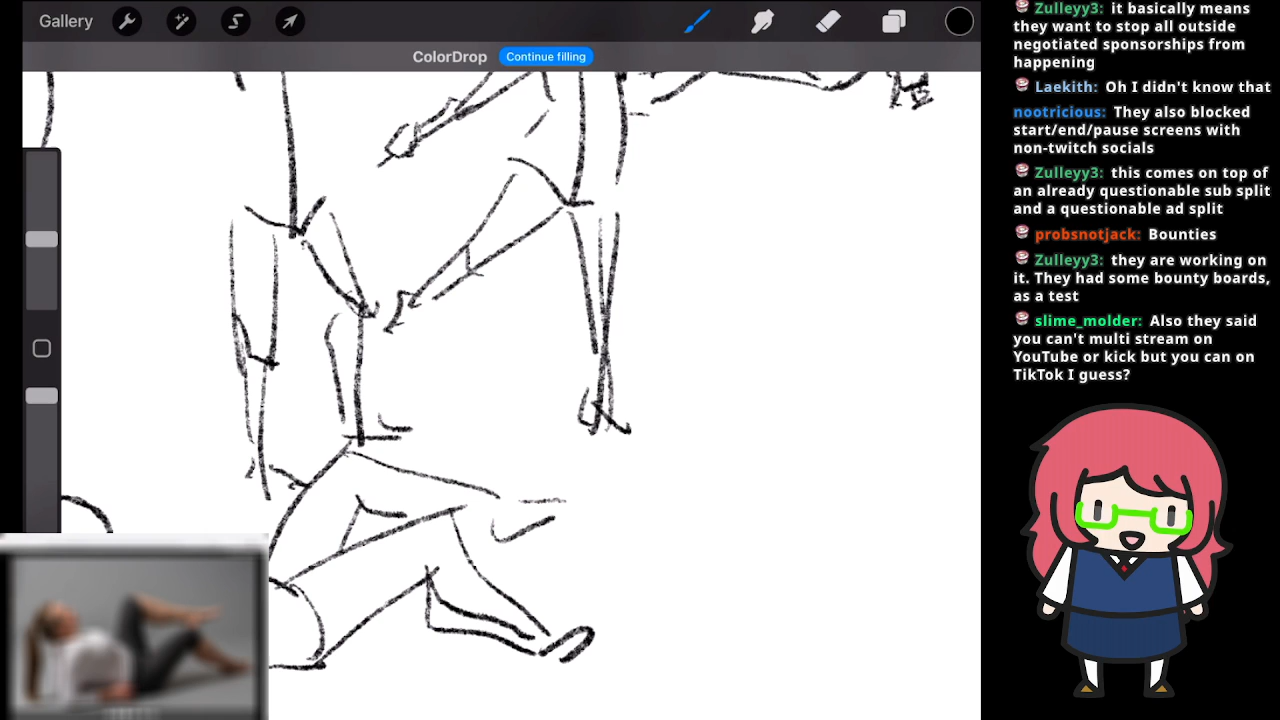 Gallery
ColorDrop Continue filling
Zulleyy3: it basically means
they want to stop all outside
negotiated sponsorships from
happening
Laekith: Oh I didn't know that
nootricious: They also blocked
start/end/pause screens with
non-twitch socials
Zulleyy3: this comes on top of
an already questionable sub split
and a questionable ad split
probsnotjack: Bounties
Zulleyy3: they are working on
it. They had some bounty boards,
as a test
slime_molder: Also they said
you can't multi stream on
YouTube or kick but you can on
TikTok I guess?